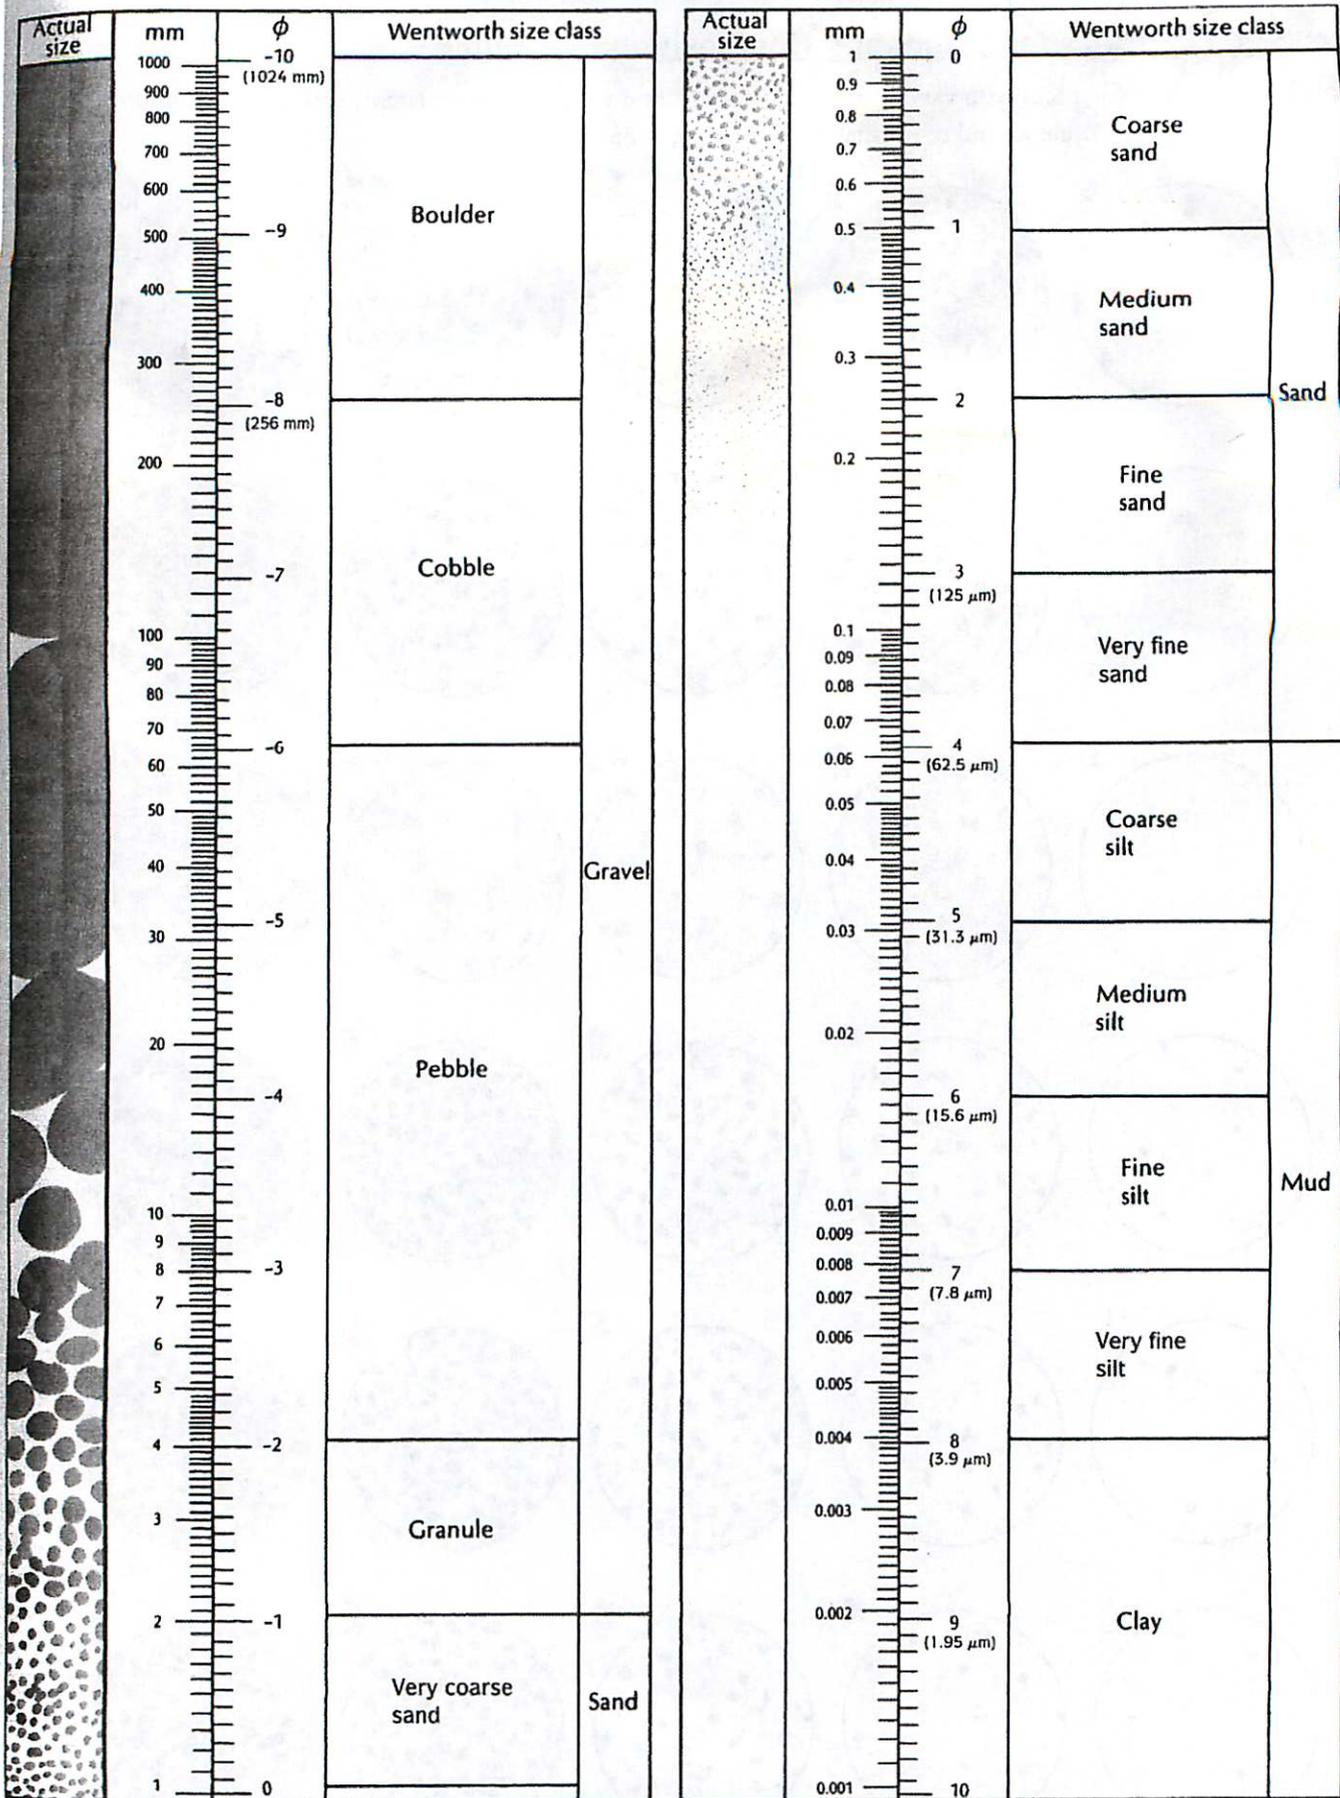 Actual
size
mm
ϕ
Wentworth size class
1000
900
800
700
600
500
400
300
200
100
90
80
70
60
50
40
30
20
10
9
8
7
6
5
4
3
2
1
−10
(1024 mm)
−9
−8
(256 mm)
−7
−6
−5
−4
−3
−2
−1
0
Boulder
Cobble
Pebble
Granule
Very coarse
sand
Gravel
Sand
Actual
size
mm
ϕ
Wentworth size class
1
0.9
0.8
0.7
0.6
0.5
0.4
0.3
0.2
0.1
0.09
0.08
0.07
0.06
0.05
0.04
0.03
0.02
0.01
0.009
0.008
0.007
0.006
0.005
0.004
0.003
0.002
0.001
0
1
2
3
(125 μm)
4
(62.5 μm)
5
(31.3 μm)
6
(15.6 μm)
7
(7.8 μm)
8
(3.9 μm)
9
(1.95 μm)
10
Coarse
sand
Medium
sand
Fine
sand
Very fine
sand
Coarse
silt
Medium
silt
Fine
silt
Very fine
silt
Clay
Sand
Mud